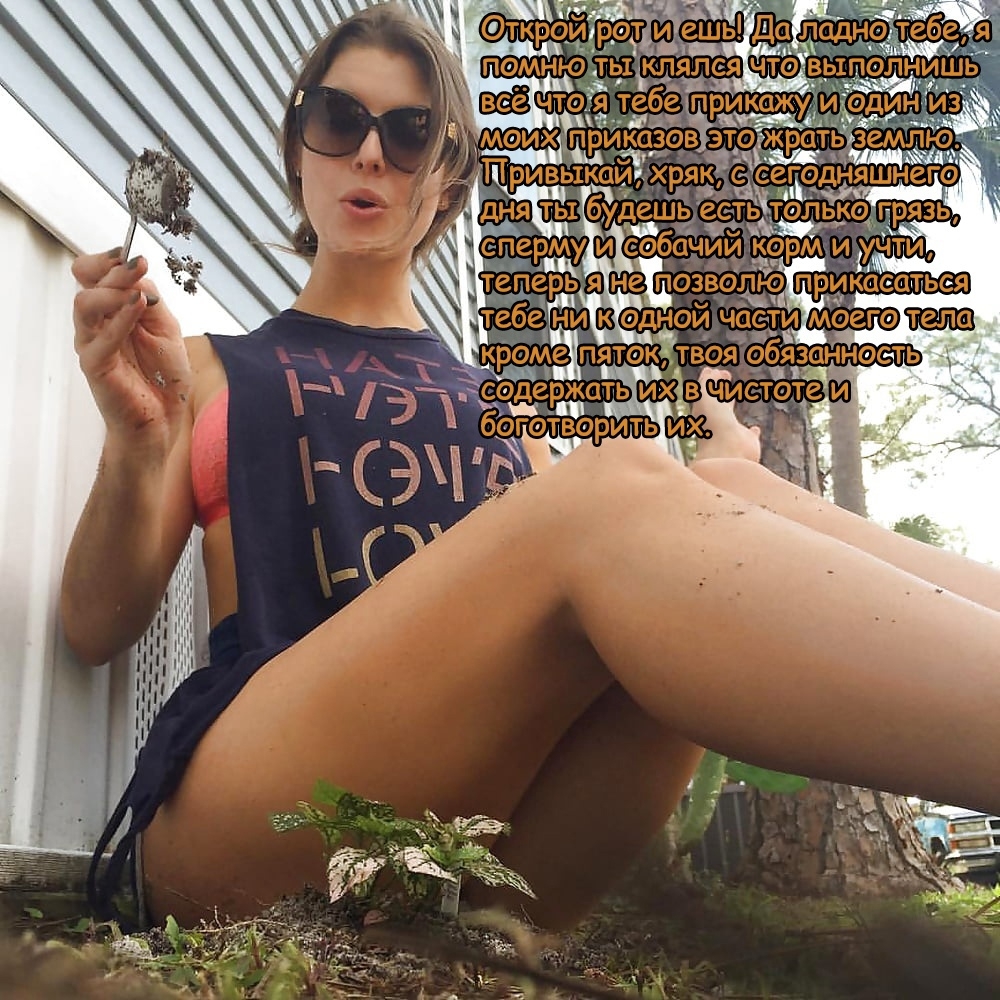 Открой рот и ешь! Да ладно тебе, я
помню ты клялся что выполнишь
всё что я тебе прикажу и один из
моих приказов это жрать землю.
Привыкай, хряк, с сегодняшнего
дня ты будешь есть только грязь,
сперму и собачий корм и учти,
теперь я не позволю прикасаться
тебе ни к одной части моего тела
кроме пяток, твоя обязанность
содержать их в чистоте и
боготворить их.